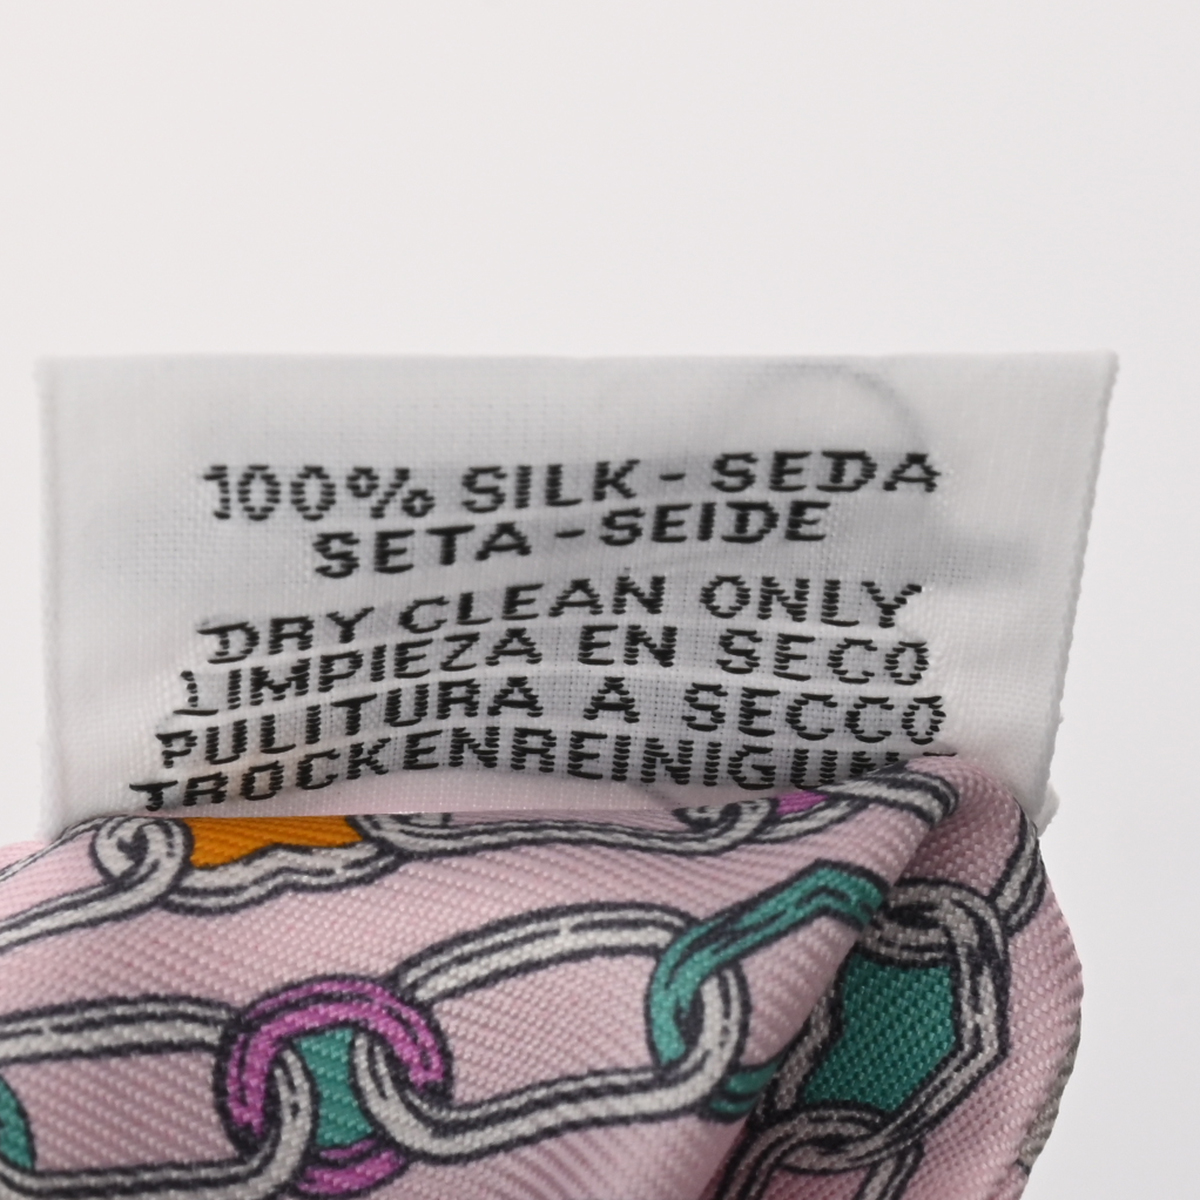 100% SILK - SEDA
SETA - SEIDE
DRY CLEAN ONLY
LIMPIEZA EN SECO
PULITURA A SECCO